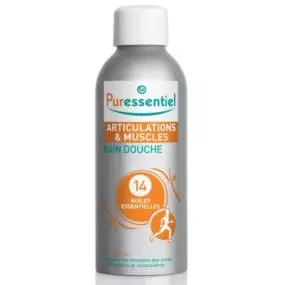 Puressentiel
ARTICULATIONS
& MUSCLES
BAIN DOUCHE
14
HUILES
ESSENTIELLES